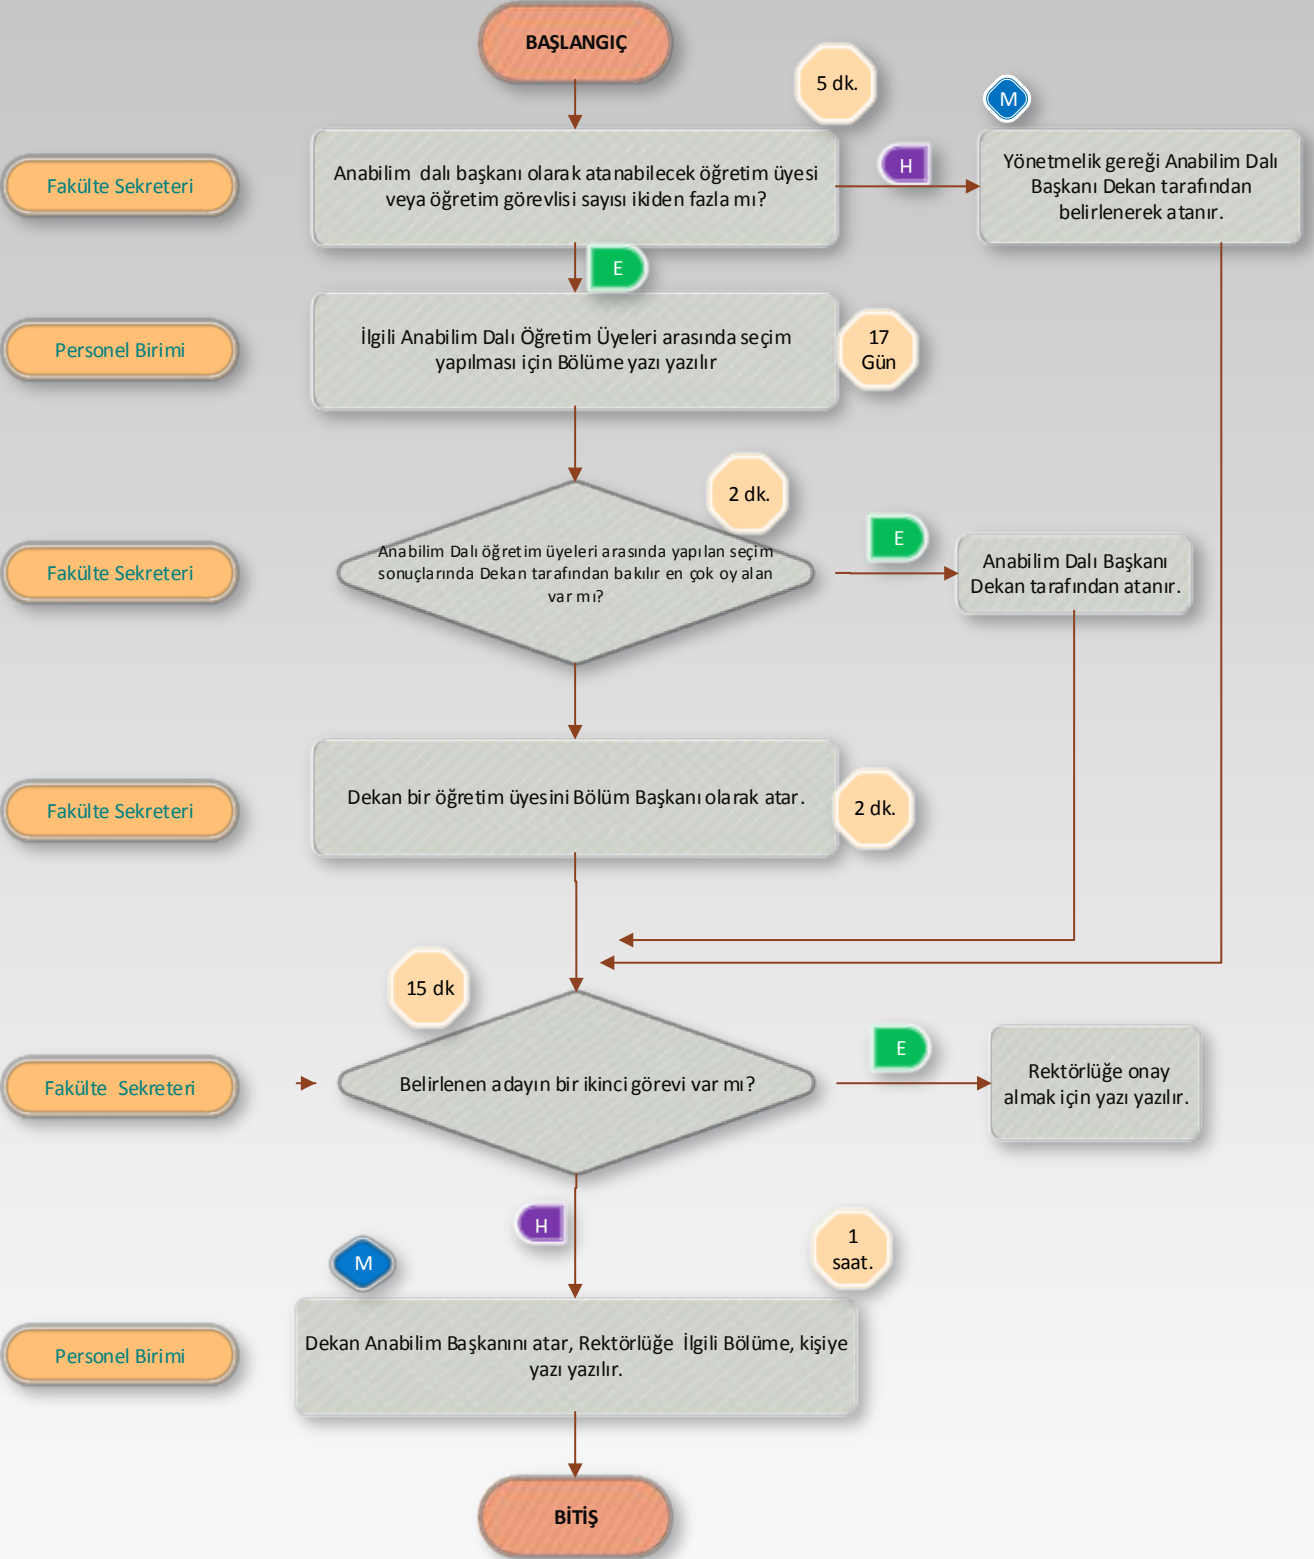 BAŞLANGIÇ
5 dk.
M
Fakülte Sekreteri
Anabilim dalı başkanı olarak atanabilecek öğretim üyesi
veya öğretim görevlisi sayısı ikiden fazla mı?
H
Yönetmelik gereği Anabilim Dalı
Başkanı Dekan tarafından
belirlenerek atanır.
E
Personel Birimi
İlgili Anabilim Dalı Öğretim Üyeleri arasında seçim
yapılması için Bölüme yazı yazılır
17
Gün
2 dk.
Fakülte Sekreteri
Anabilim Dalı öğretim üyeleri arasında yapılan seçim
sonuçlarında Dekan tarafından bakılır en çok oy alan
var mı?
E
Anabilim Dalı Başkanı
Dekan tarafından atanır.
Fakülte Sekreteri
Dekan bir öğretim üyesini Bölüm Başkanı olarak atar.
2 dk.
15 dk
Fakülte Sekreteri
Belirlenen adayın bir ikinci görevi var mı?
E
Rektörlüğe onay
almak için yazı yazılır.
H
M
1
saat.
Personel Birimi
Dekan Anabilim Başkanını atar, Rektörlüğe İlgili Bölüme, kişiye
yazı yazılır.
BİTİŞ